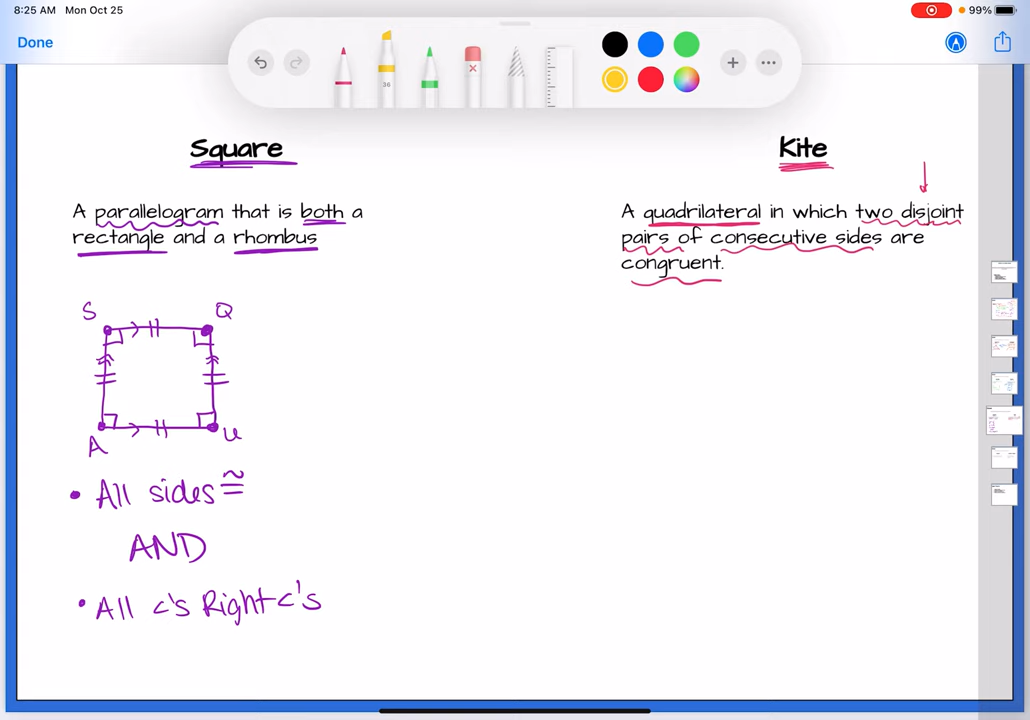 8:25 AM Mon Oct 25
99%
Done
36
Square
A parallelogram that is both a
rectangle and a rhombus
S Q
A U
• All sides ≅
AND
• All <'s Right <'s
Kite
A quadrilateral in which two disjoint
pairs of consecutive sides are
congruent.